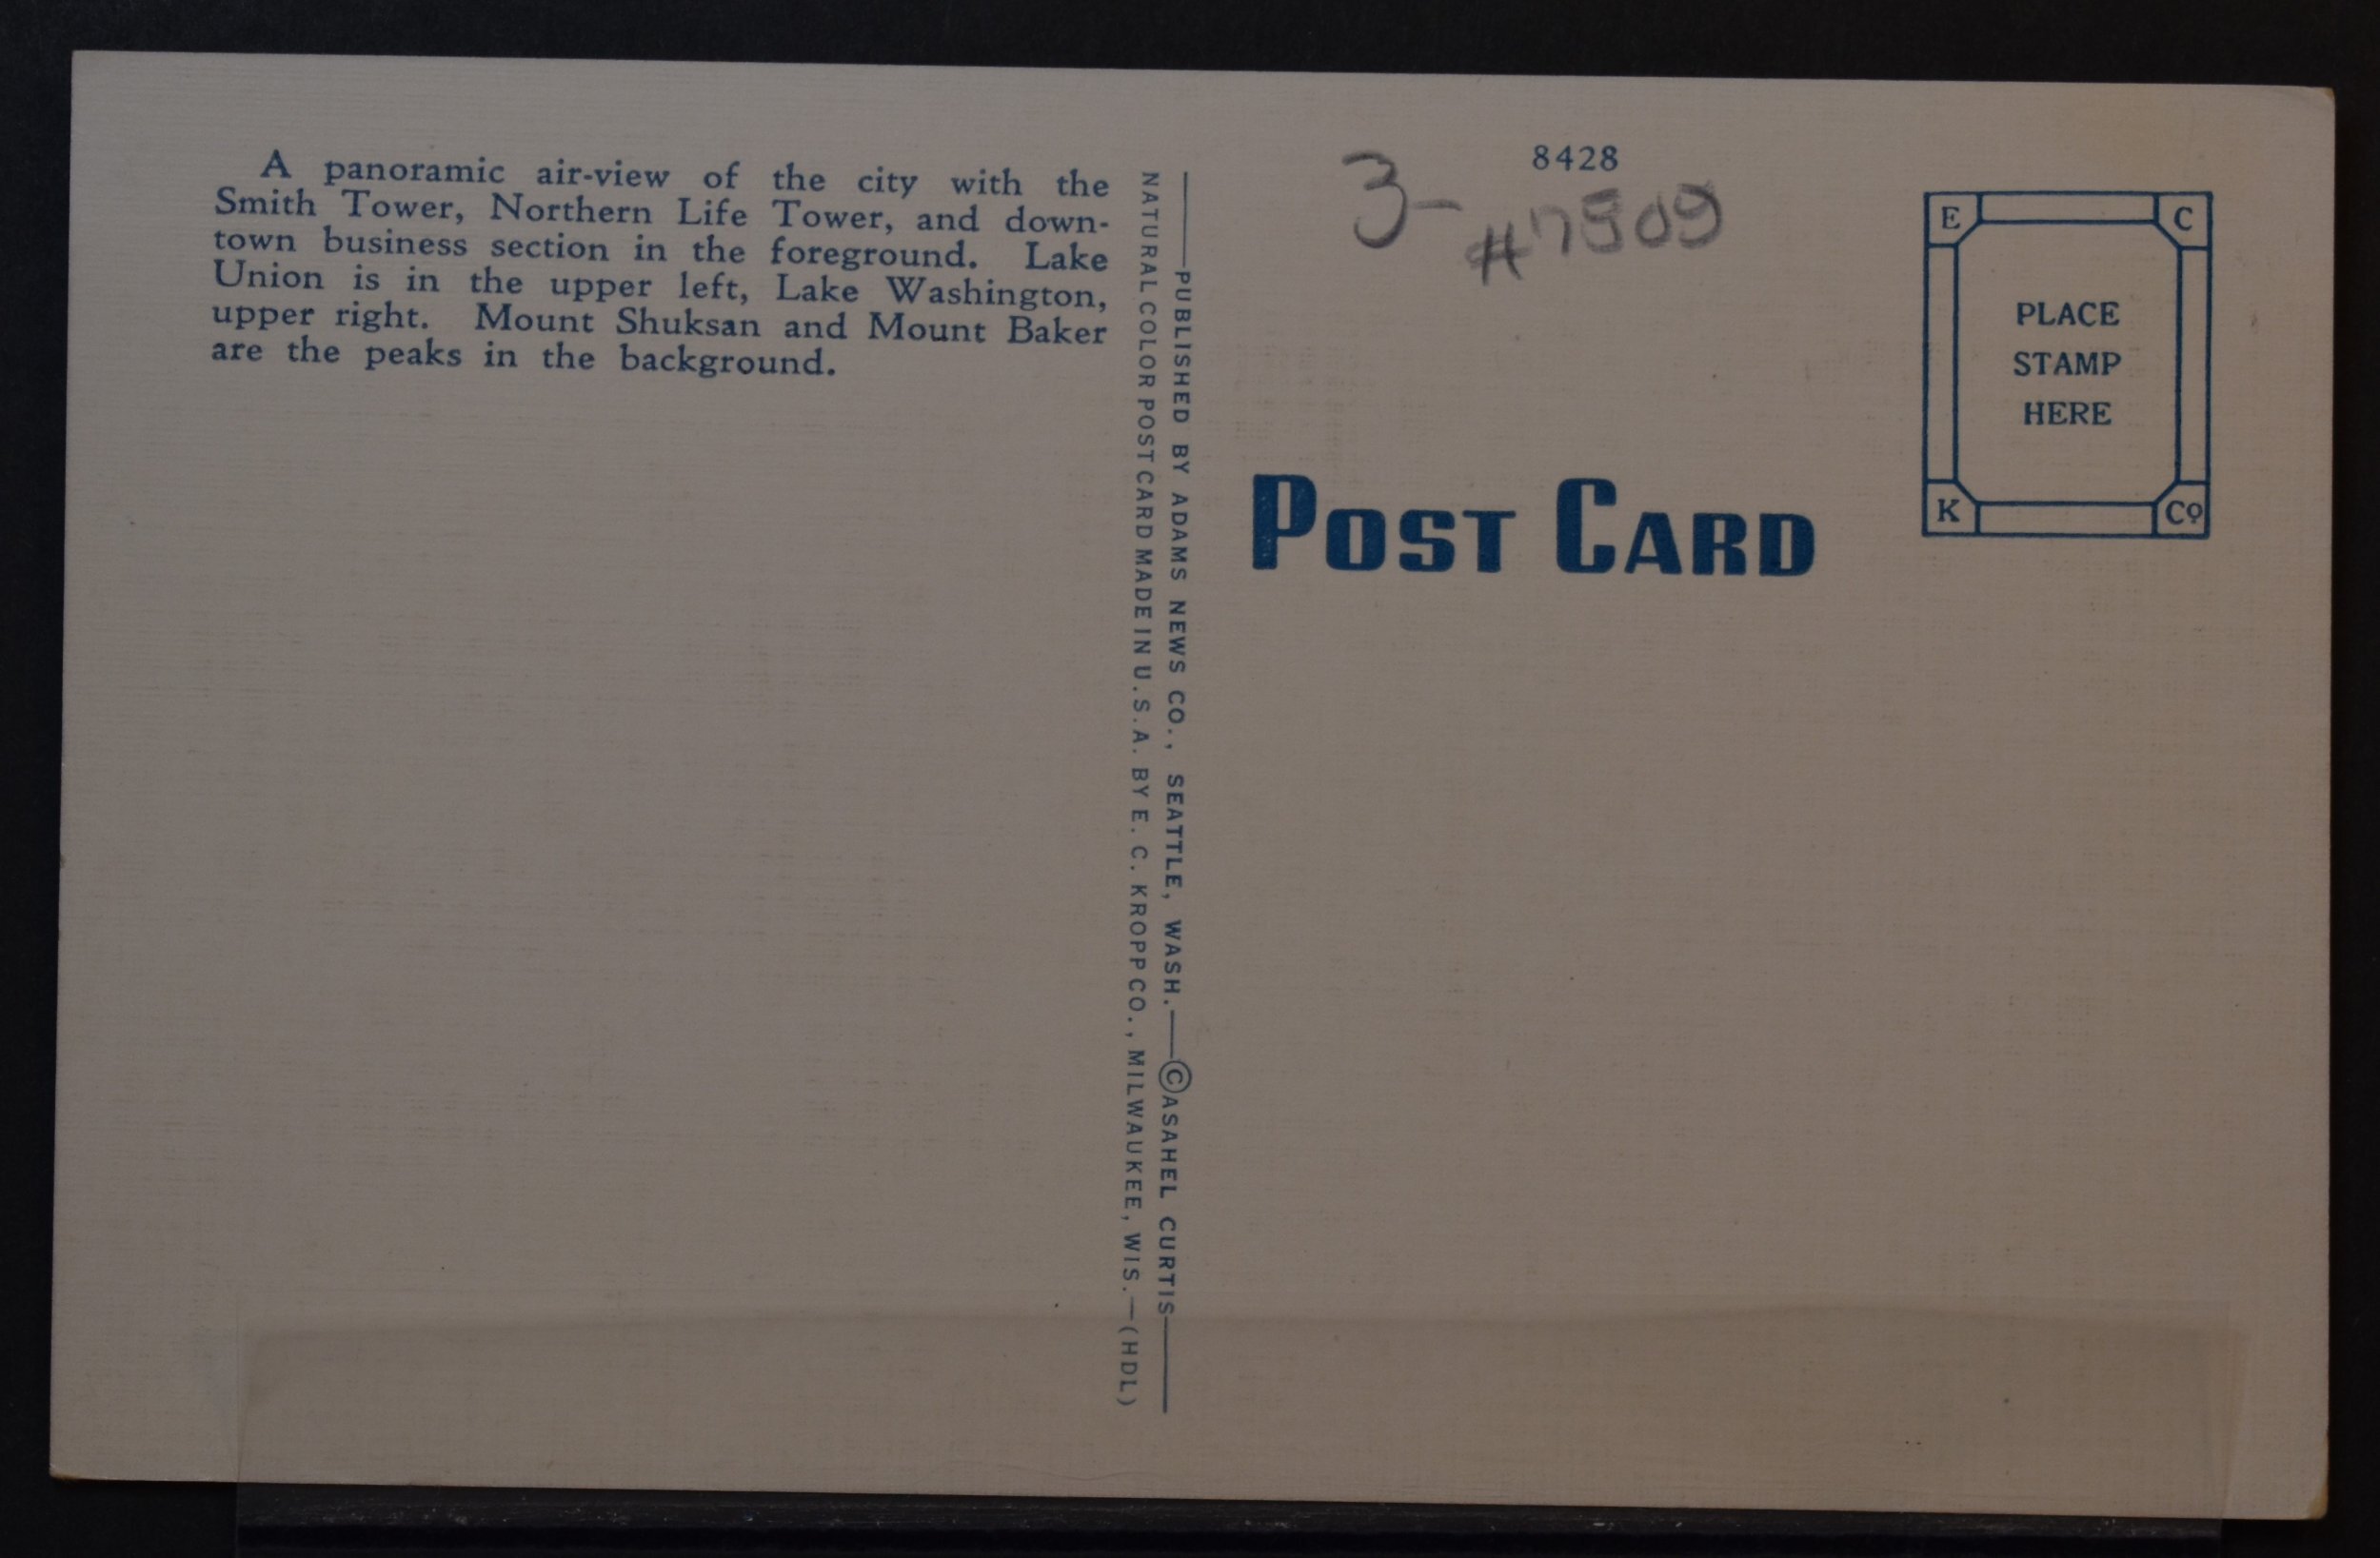 A panoramic air-view of the city with the
Smith Tower, Northern Life Tower, and down-
town business section in the foreground. Lake
Union is in the upper left, Lake Washington,
upper right. Mount Shuksan and Mount Baker
are the peaks in the background.
PUBLISHED BY ADAMS NEWS CO., SEATTLE, WASH.—©ASAHEL CURTIS
NATURAL COLOR POST CARD MADE IN U.S.A. BY E. C. KROPP CO., MILWAUKEE, WIS.—(HDL)
8428
3-
#7509
POST CARD
E C
PLACE
STAMP
HERE
K Co